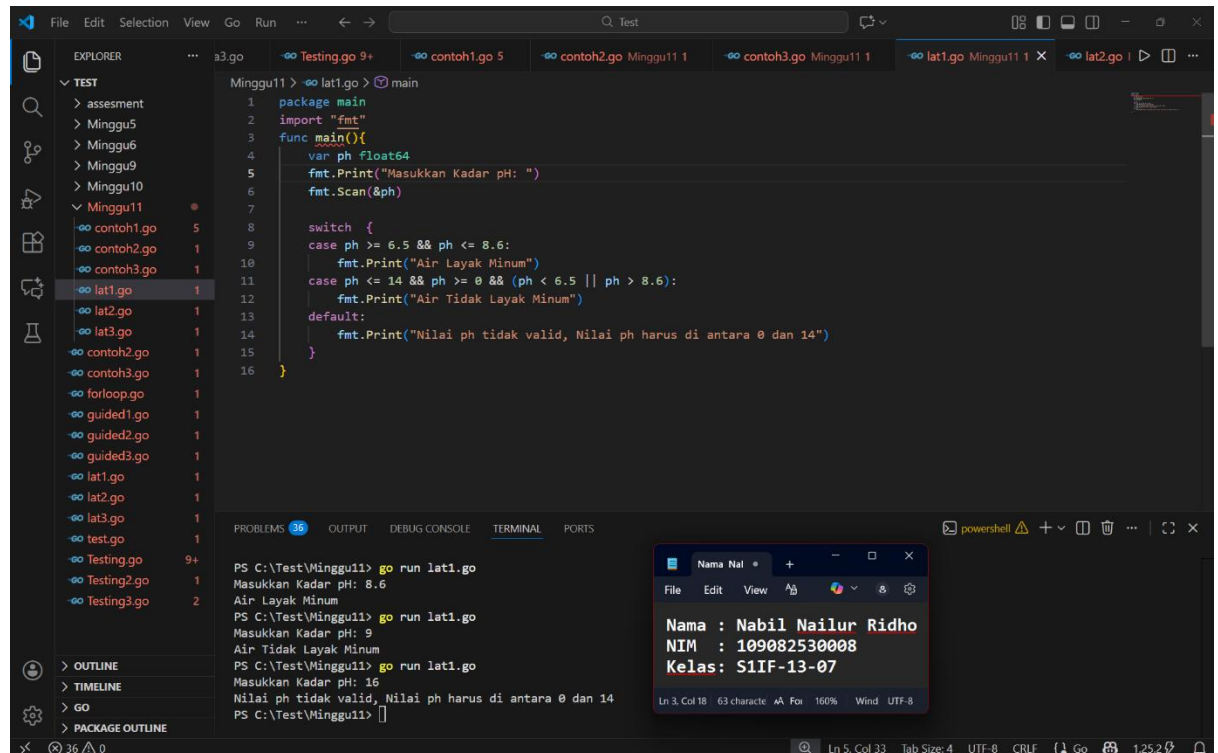 File Edit Selection View Go Run ··· Test
EXPLORER ···
a3.go Testing.go 9+ contoh1.go 5 contoh2.go Minggu11 1 contoh3.go Minggu11 1 lat1.go Minggu11 1 lat2.go
TEST
assesment
Minggu5
Minggu6
Minggu9
Minggu10
Minggu11
contoh1.go 5
contoh2.go 1
contoh3.go 1
lat1.go 1
lat2.go 1
lat3.go 1
contoh2.go 1
contoh3.go 1
forloop.go 1
guided1.go 1
guided2.go 1
guided3.go 1
lat1.go 1
lat2.go 1
lat3.go 1
test.go 1
Testing.go 9+
Testing2.go 1
Testing3.go 2
OUTLINE
TIMELINE
GO
PACKAGE OUTLINE
Minggu11 > lat1.go > main
1 package main
2 import "fmt"
3 func main(){
4 var ph float64
5 fmt.Print("Masukkan Kadar pH: ")
6 fmt.Scan(&ph)
7
8 switch {
9 case ph >= 6.5 && ph <= 8.6:
10 fmt.Print("Air Layak Minum")
11 case ph <= 14 && ph >= 0 && (ph < 6.5 || ph > 8.6):
12 fmt.Print("Air Tidak Layak Minum")
13 default:
14 fmt.Print("Nilai ph tidak valid, Nilai ph harus di antara 0 dan 14")
15 }
16 }
PROBLEMS 36 OUTPUT DEBUG CONSOLE TERMINAL PORTS
powershell
PS C:\Test\Minggu11> go run lat1.go
Masukkan Kadar pH: 8.6
Air Layak Minum
PS C:\Test\Minggu11> go run lat1.go
Masukkan Kadar pH: 9
Air Tidak Layak Minum
PS C:\Test\Minggu11> go run lat1.go
Masukkan Kadar pH: 16
Nilai ph tidak valid, Nilai ph harus di antara 0 dan 14
PS C:\Test\Minggu11>
Nama Nal
File Edit View
Nama : Nabil Nailur Ridho
NIM : 109082530008
Kelas: S1IF-13-07
Ln 3, Col 18 63 characte For 160% Wind UTF-8
36 0
Ln 5, Col 33 Tab Size: 4 UTF-8 CRLF Go 1.25.2